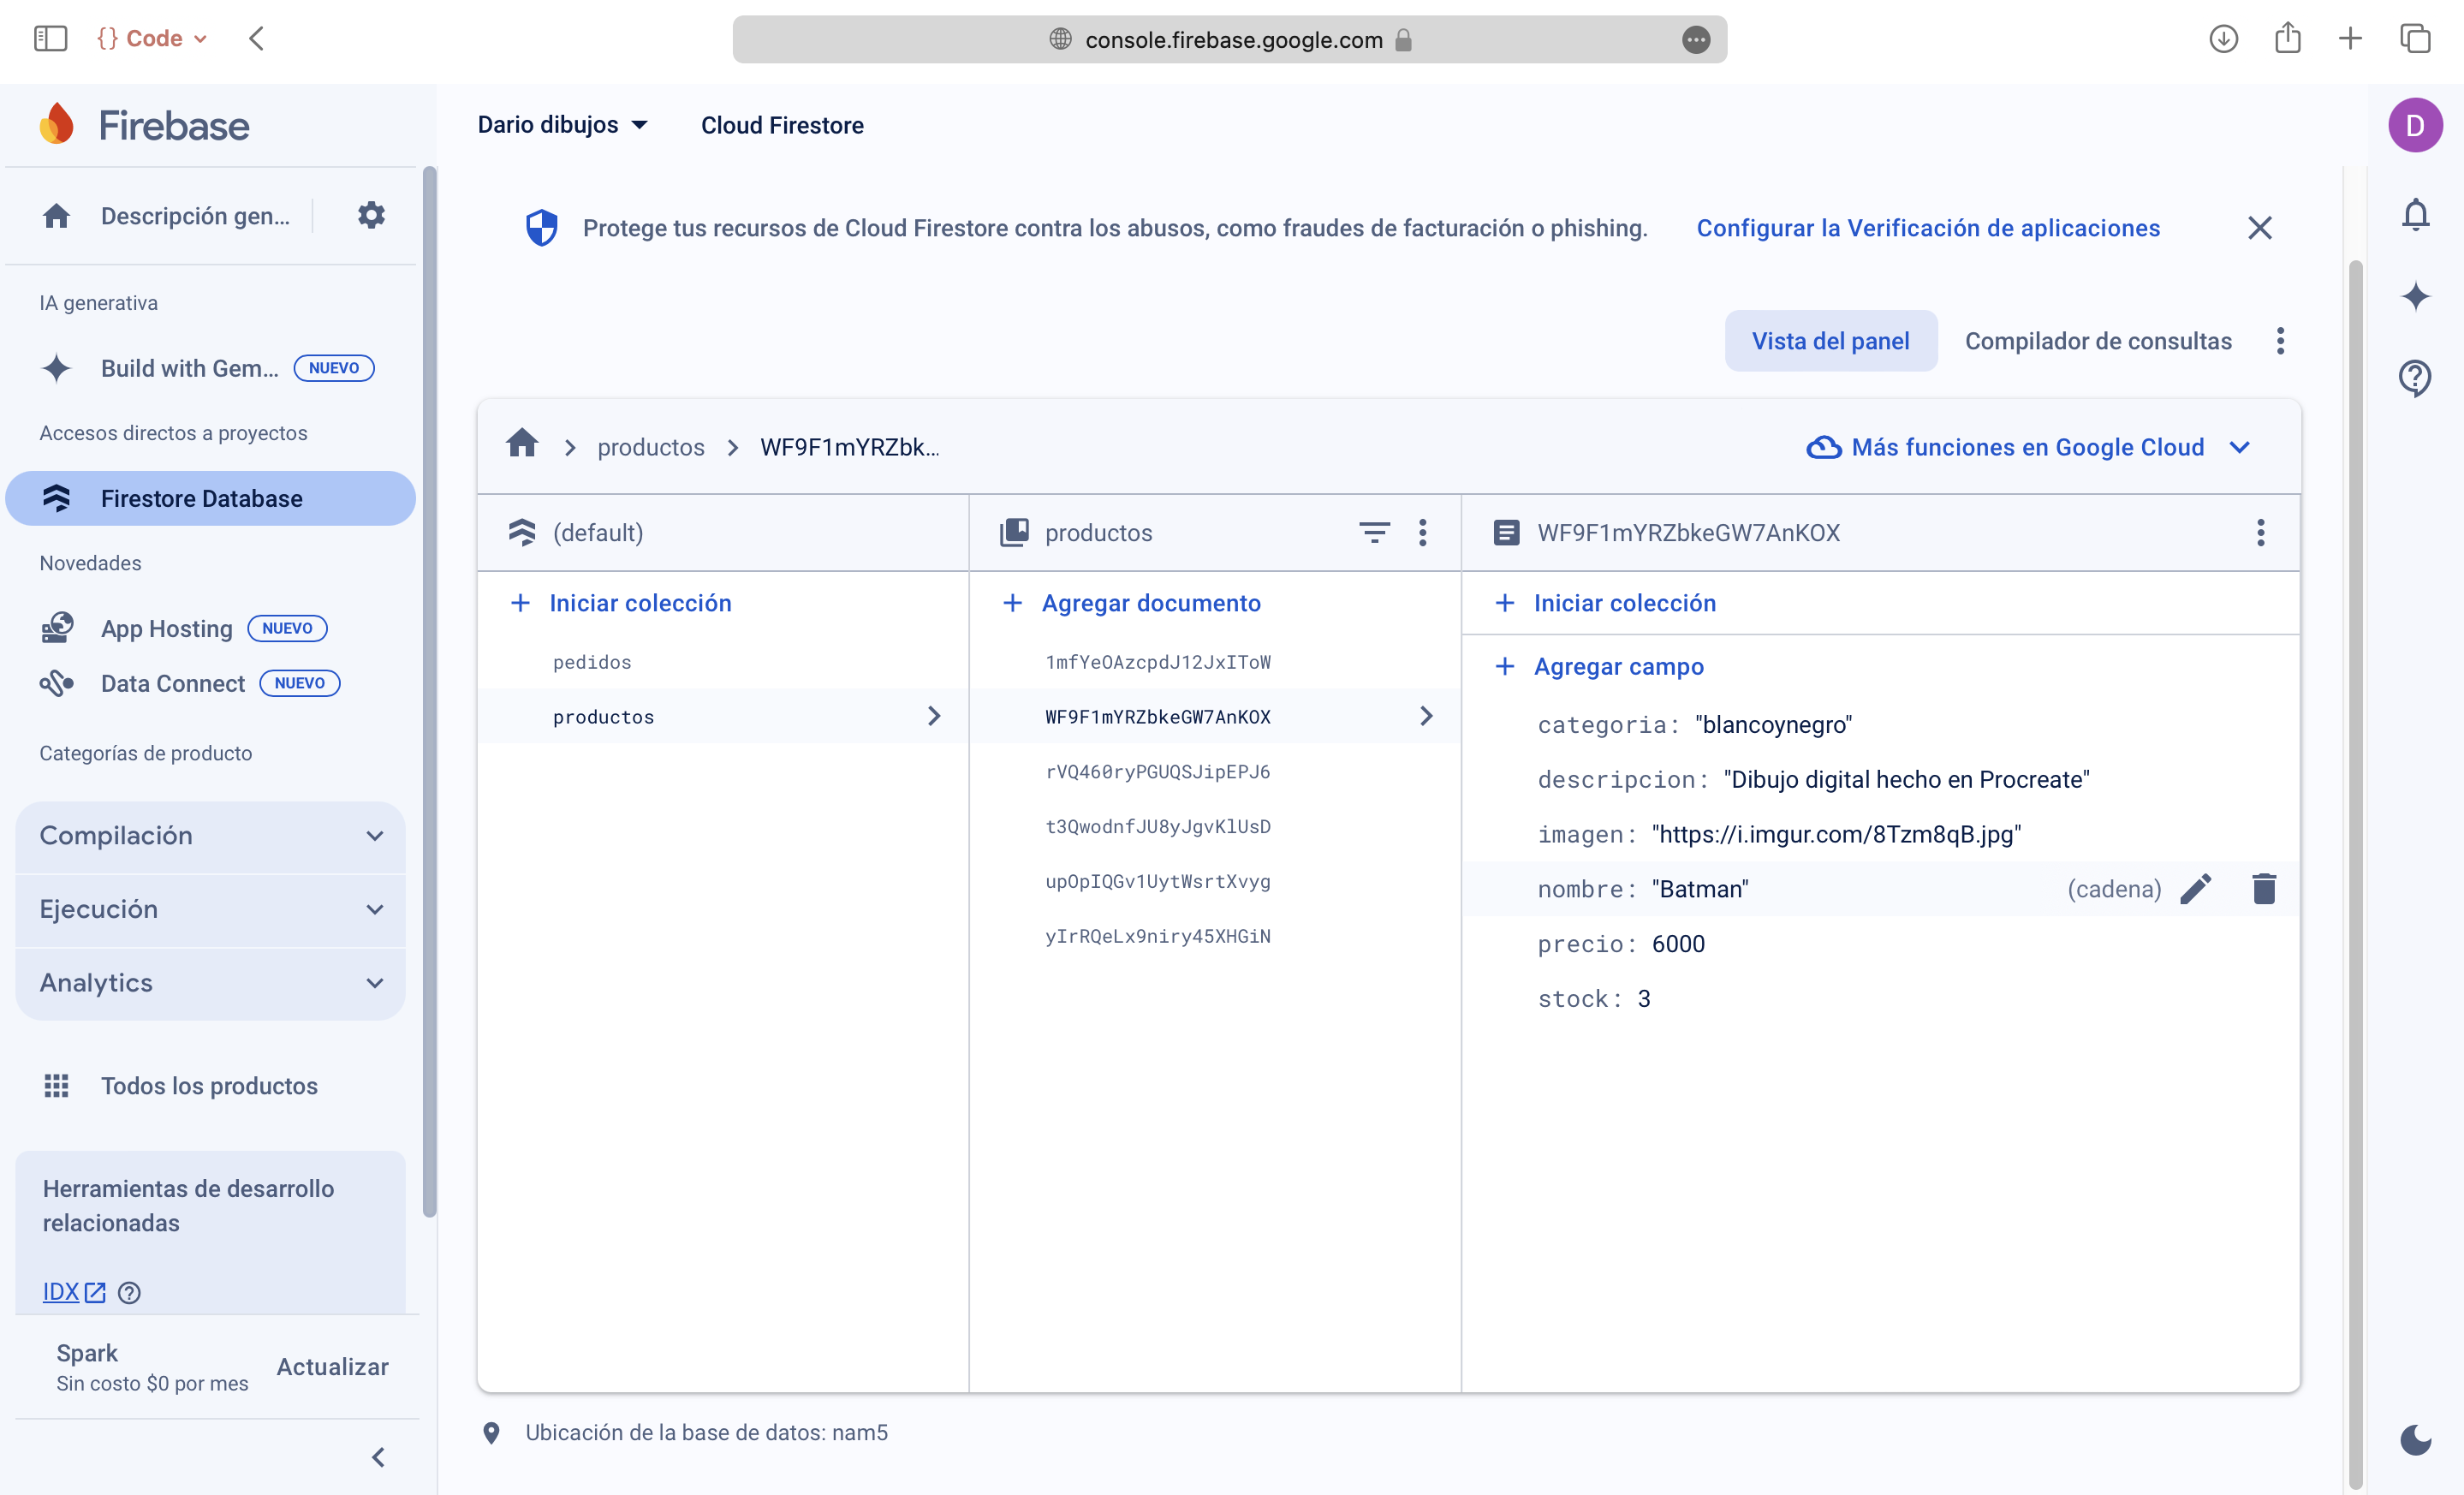 {} Code
console.firebase.google.com
Firebase
Dario dibujos
Cloud Firestore
D
Descripción gen...
Protege tus recursos de Cloud Firestore contra los abusos, como fraudes de facturación o phishing.
Configurar la Verificación de aplicaciones
IA generativa
Build with Gem...
NUEVO
Accesos directos a proyectos
Firestore Database
Novedades
App Hosting
NUEVO
Data Connect
NUEVO
Categorías de producto
Compilación
Ejecución
Analytics
Todos los productos
Herramientas de desarrollo
relacionadas
IDX
Spark
Sin costo $0 por mes
Actualizar
Vista del panel
Compilador de consultas
productos
WF9F1mYRZbk...
Más funciones en Google Cloud
(default)
Iniciar colección
pedidos
productos
productos
Agregar documento
1mfYeOAzcpdJ12JxIToW
WF9F1mYRZbkeGW7AnKOX
rVQ460ryPGUQSJipEPJ6
t3QwodnfJU8yJgvKlUsD
upOpIQGv1UytWsrtXvyg
yIrRQeLx9niry45XHGiN
WF9F1mYRZbkeGW7AnKOX
Iniciar colección
Agregar campo
categoria: "blancoynegro"
descripcion: "Dibujo digital hecho en Procreate"
imagen: "https://i.imgur.com/8Tzm8qB.jpg"
nombre: "Batman" (cadena)
precio: 6000
stock: 3
Ubicación de la base de datos: nam5